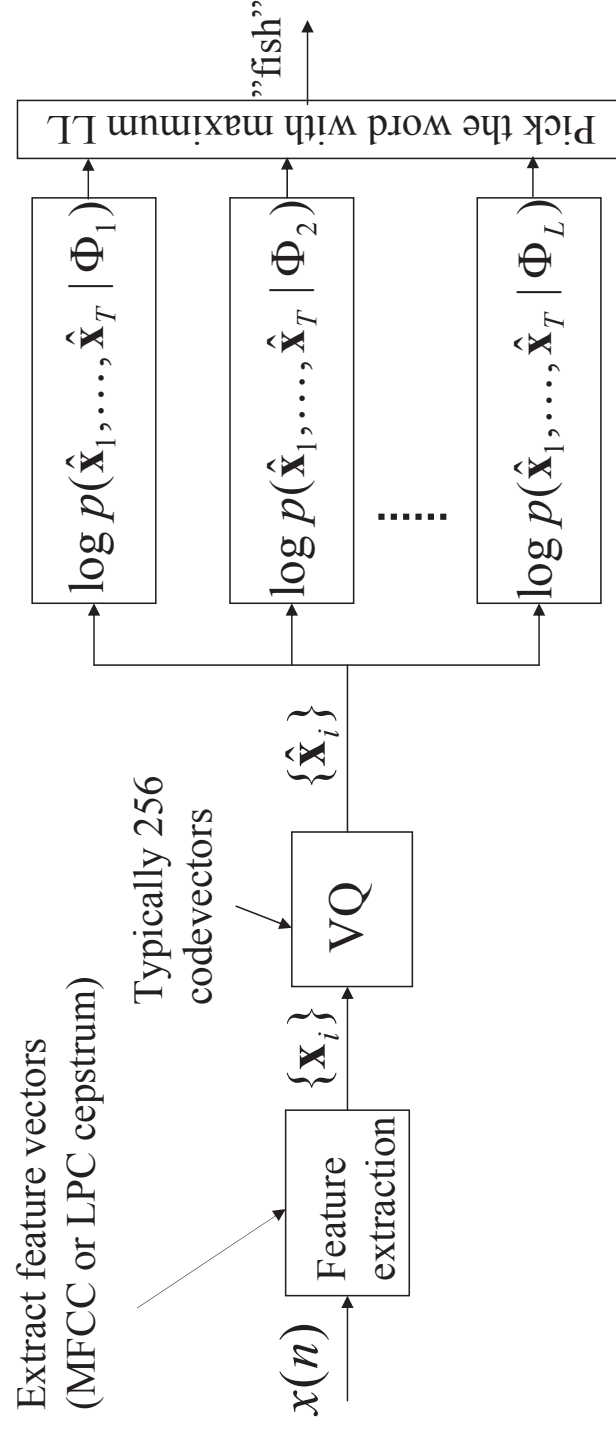 Extract feature vectors
(MFCC or LPC cepstrum)
Typically 256
codevectors
x(n)
Feature
extraction
{x_i}
VQ
{x̂_i}
log p(x̂_1,…,x̂_T | Φ_1)
log p(x̂_1,…,x̂_T | Φ_2)
......
log p(x̂_1,…,x̂_T | Φ_L)
Pick the word with maximum LL
”fish”